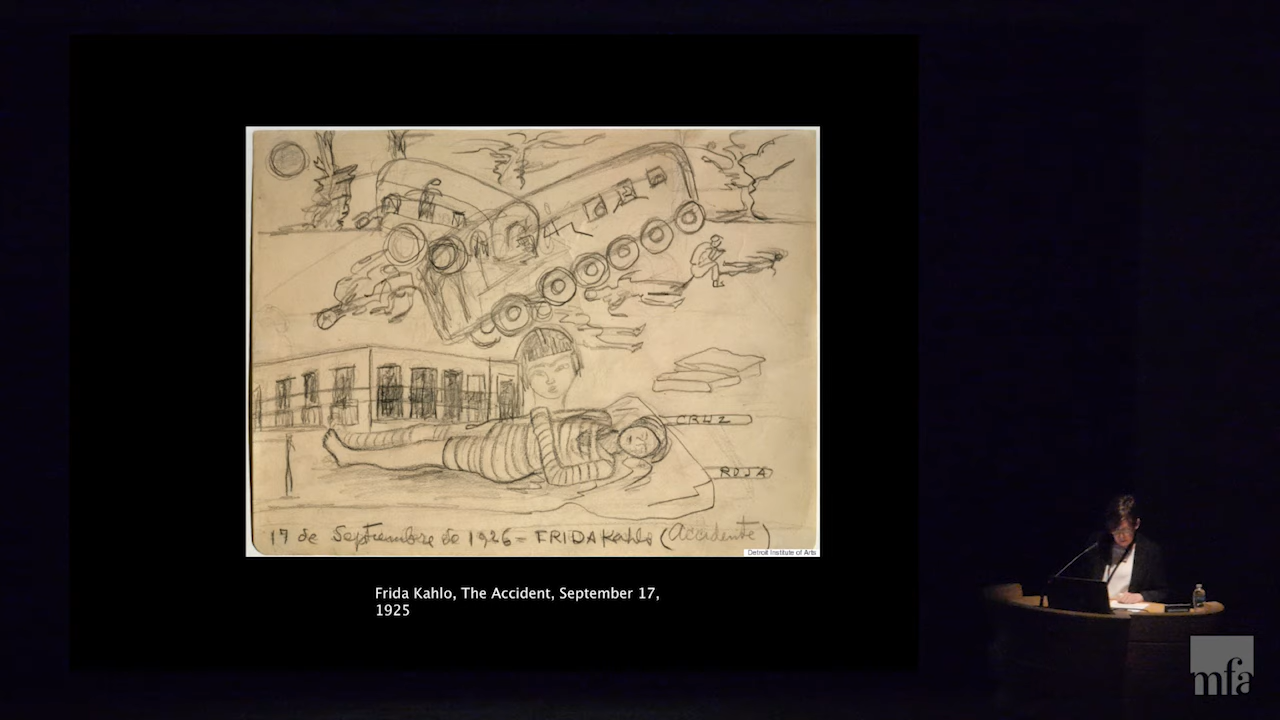 CRUZ
ROJA
17 de Septiembre de 1926 = FRIDA Kahlo (Accidente)
Detroit Institute of Arts
Frida Kahlo, The Accident, September 17,
1925
mfa